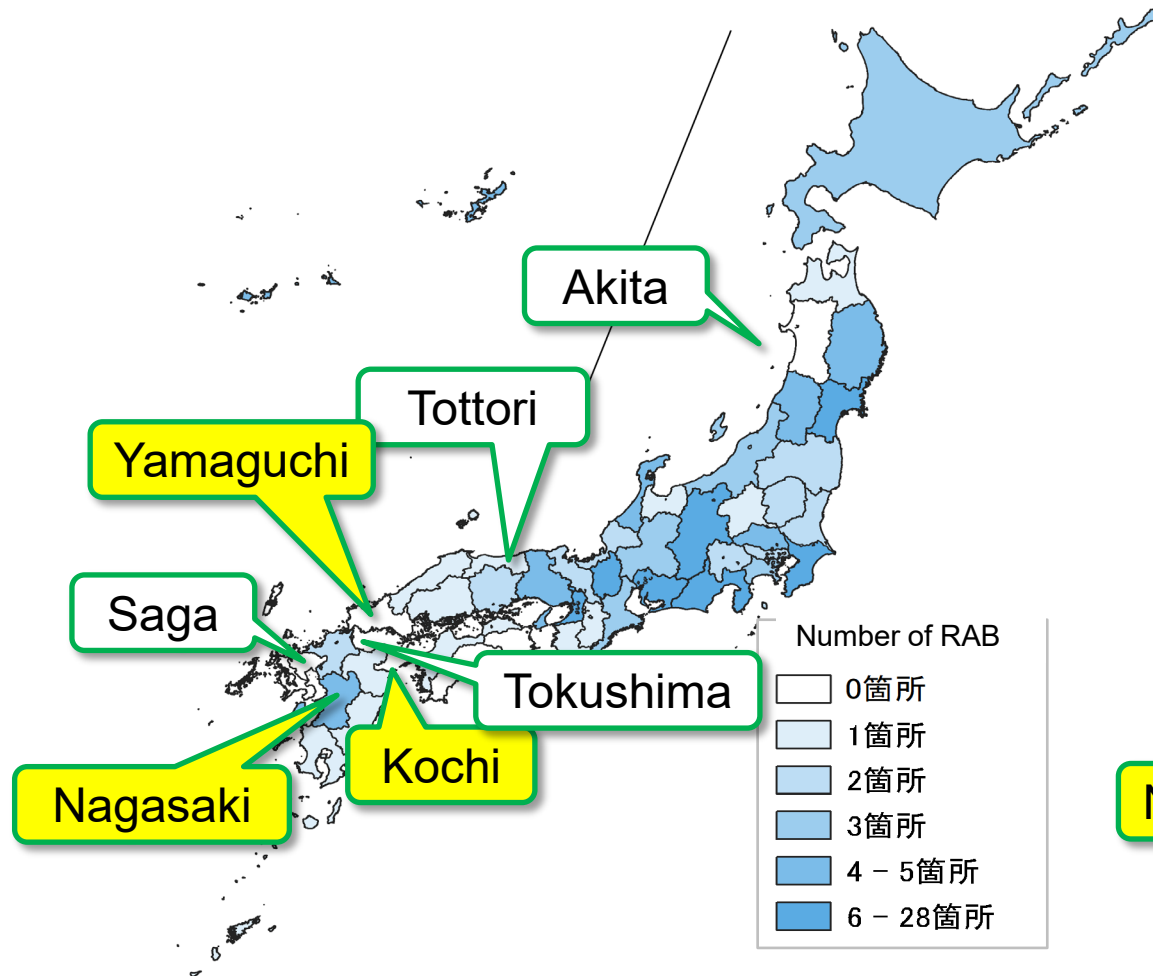 Akita
Tottori
Yamaguchi
Saga
Tokushima
Kochi
Nagasaki
N
Number of RAB
0箇所
1箇所
2箇所
3箇所
4 － 5箇所
6 － 28箇所